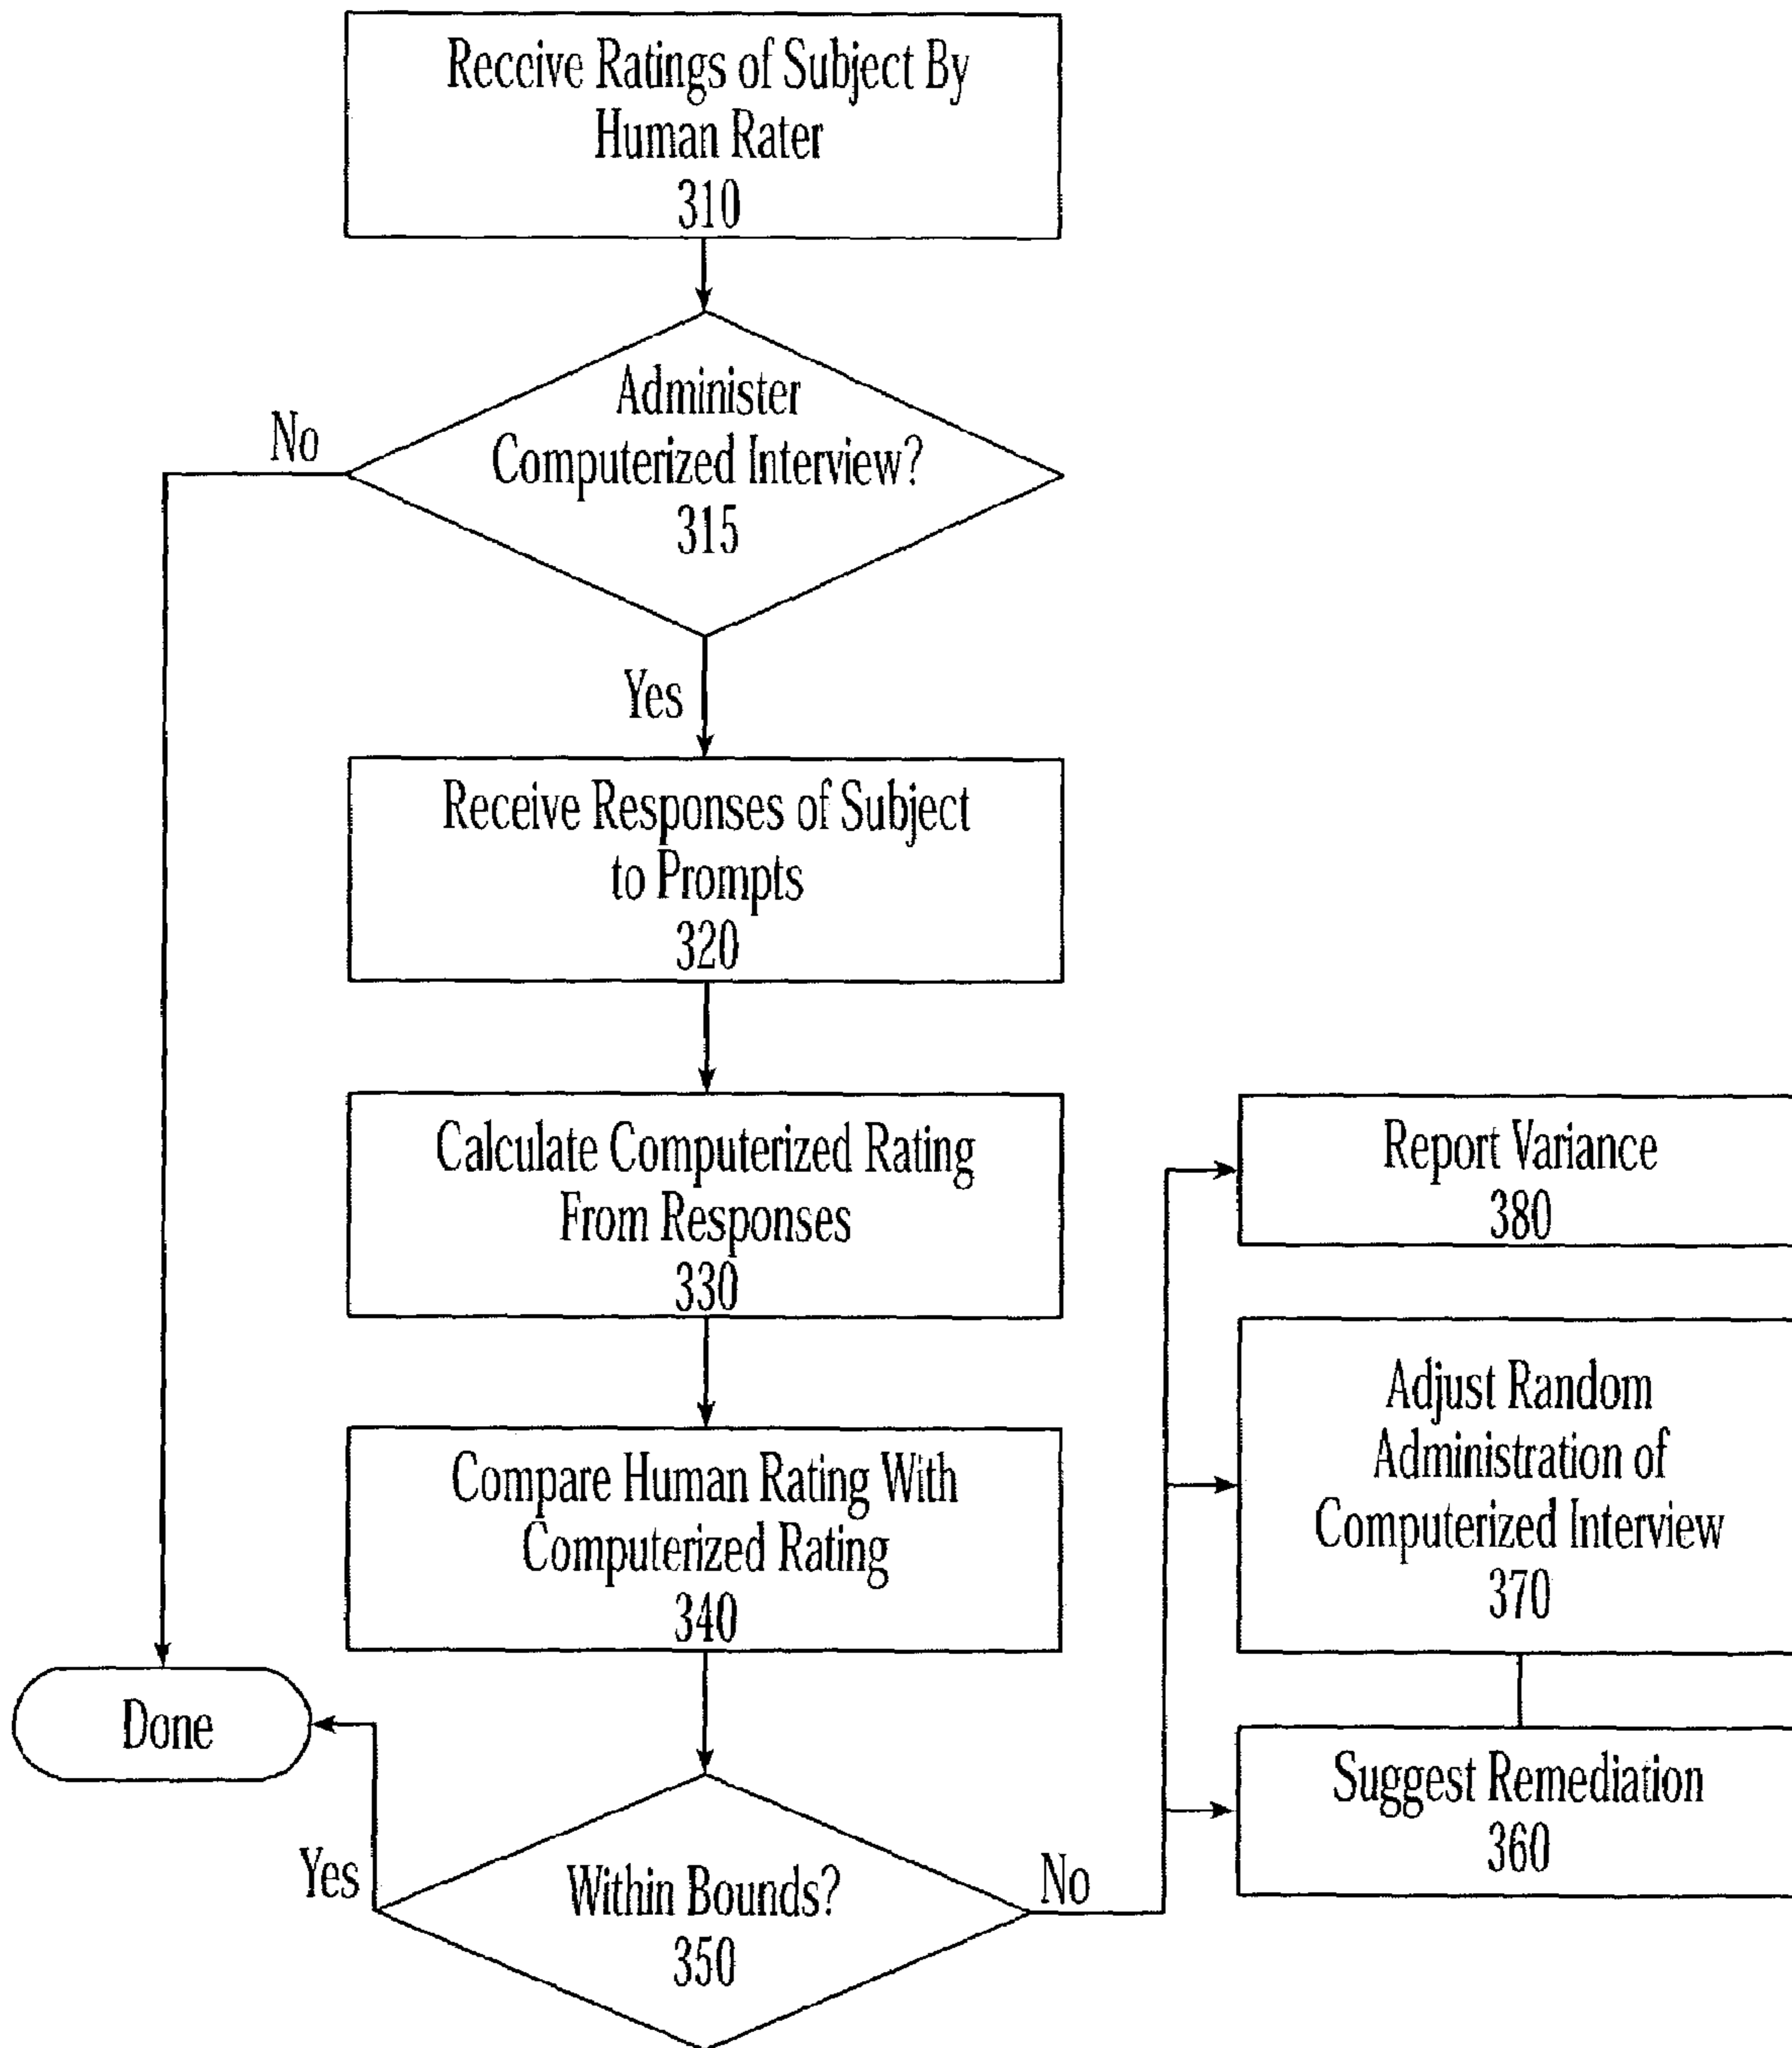 Receive Ratings of Subject By
Human Rater
310
Administer
Computerized Interview?
315
No
Yes
Receive Responses of Subject
to Prompts
320
Calculate Computerized Rating
From Responses
330
Compare Human Rating With
Computerized Rating
340
Done
Yes
Within Bounds?
350
No
Report Variance
380
Adjust Random
Administration of
Computerized Interview
370
Suggest Remediation
360